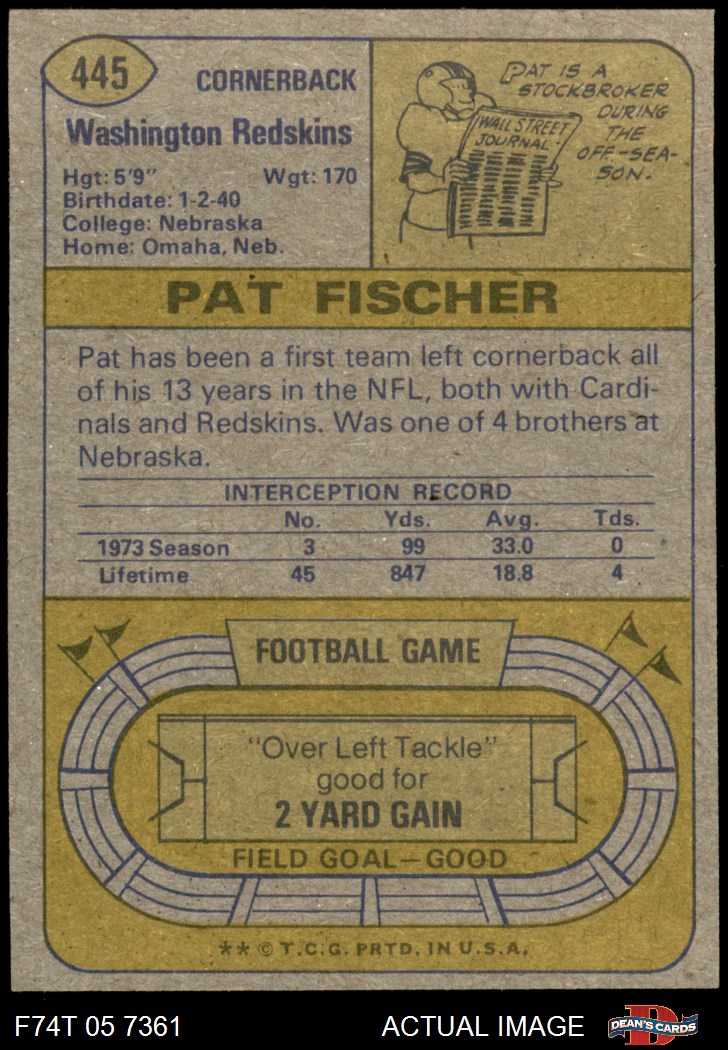 445
CORNERBACK
Washington Redskins
Hgt: 5'9" Wgt: 170
Birthdate: 1-2-40
College: Nebraska
Home: Omaha, Neb.
PAT IS A
STOCKBROKER
DURING
THE
OFF-SEA-
SON.
WALL STREET
JOURNAL
PAT FISCHER
Pat has been a first team left cornerback all
of his 13 years in the NFL, both with Cardi-
nals and Redskins. Was one of 4 brothers at
Nebraska.
INTERCEPTION RECORD
No. Yds. Avg. Tds.
1973 Season 3 99 33.0 0
Lifetime 45 847 18.8 4
FOOTBALL GAME
"Over Left Tackle"
good for
2 YARD GAIN
FIELD GOAL—GOOD
** © T.C.G. PRTD. IN U.S.A.
F74T 05 7361 ACTUAL IMAGE
DEAN'S CARDS